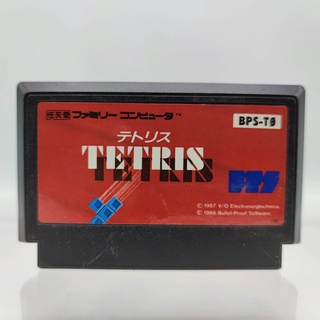 任天堂 ファミリー コンピュータ™
BPS-T9
テトリス
TETRIS
BPS
© 1987 V/O Electronorgtechnica.
© 1988 Bullet-Proof Software.